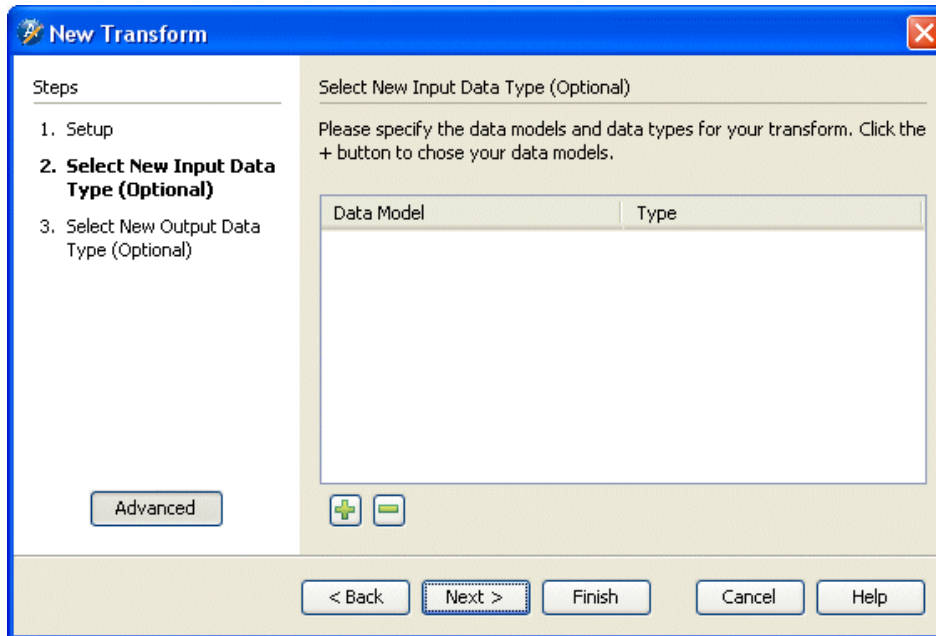 New Transform
Steps
1. Setup
2. Select New Input Data
Type (Optional)
3. Select New Output Data
Type (Optional)
Advanced
Select New Input Data Type (Optional)
Please specify the data models and data types for your transform. Click the
+ button to chose your data models.
Data Model Type
< Back Next > Finish Cancel Help